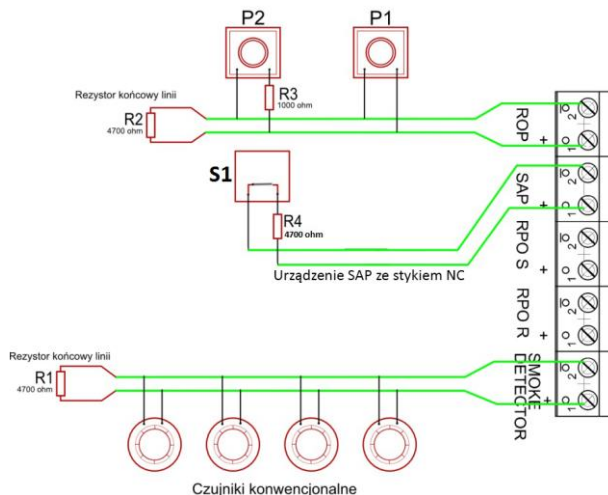 P2
P1
R3
1000 ohm
Rezystor końcowy linii
R2
4700 ohm
S1
R4
4700 ohm
Urządzenie SAP ze stykiem NC
Rezystor końcowy linii
R1
4700 ohm
Czujniki konwencjonalne
ROP
+
2
1
SAP
+
2
1
RPO S
+
2
1
RPO R
+
2
1
SMOKE
DETECTOR
+
2
1